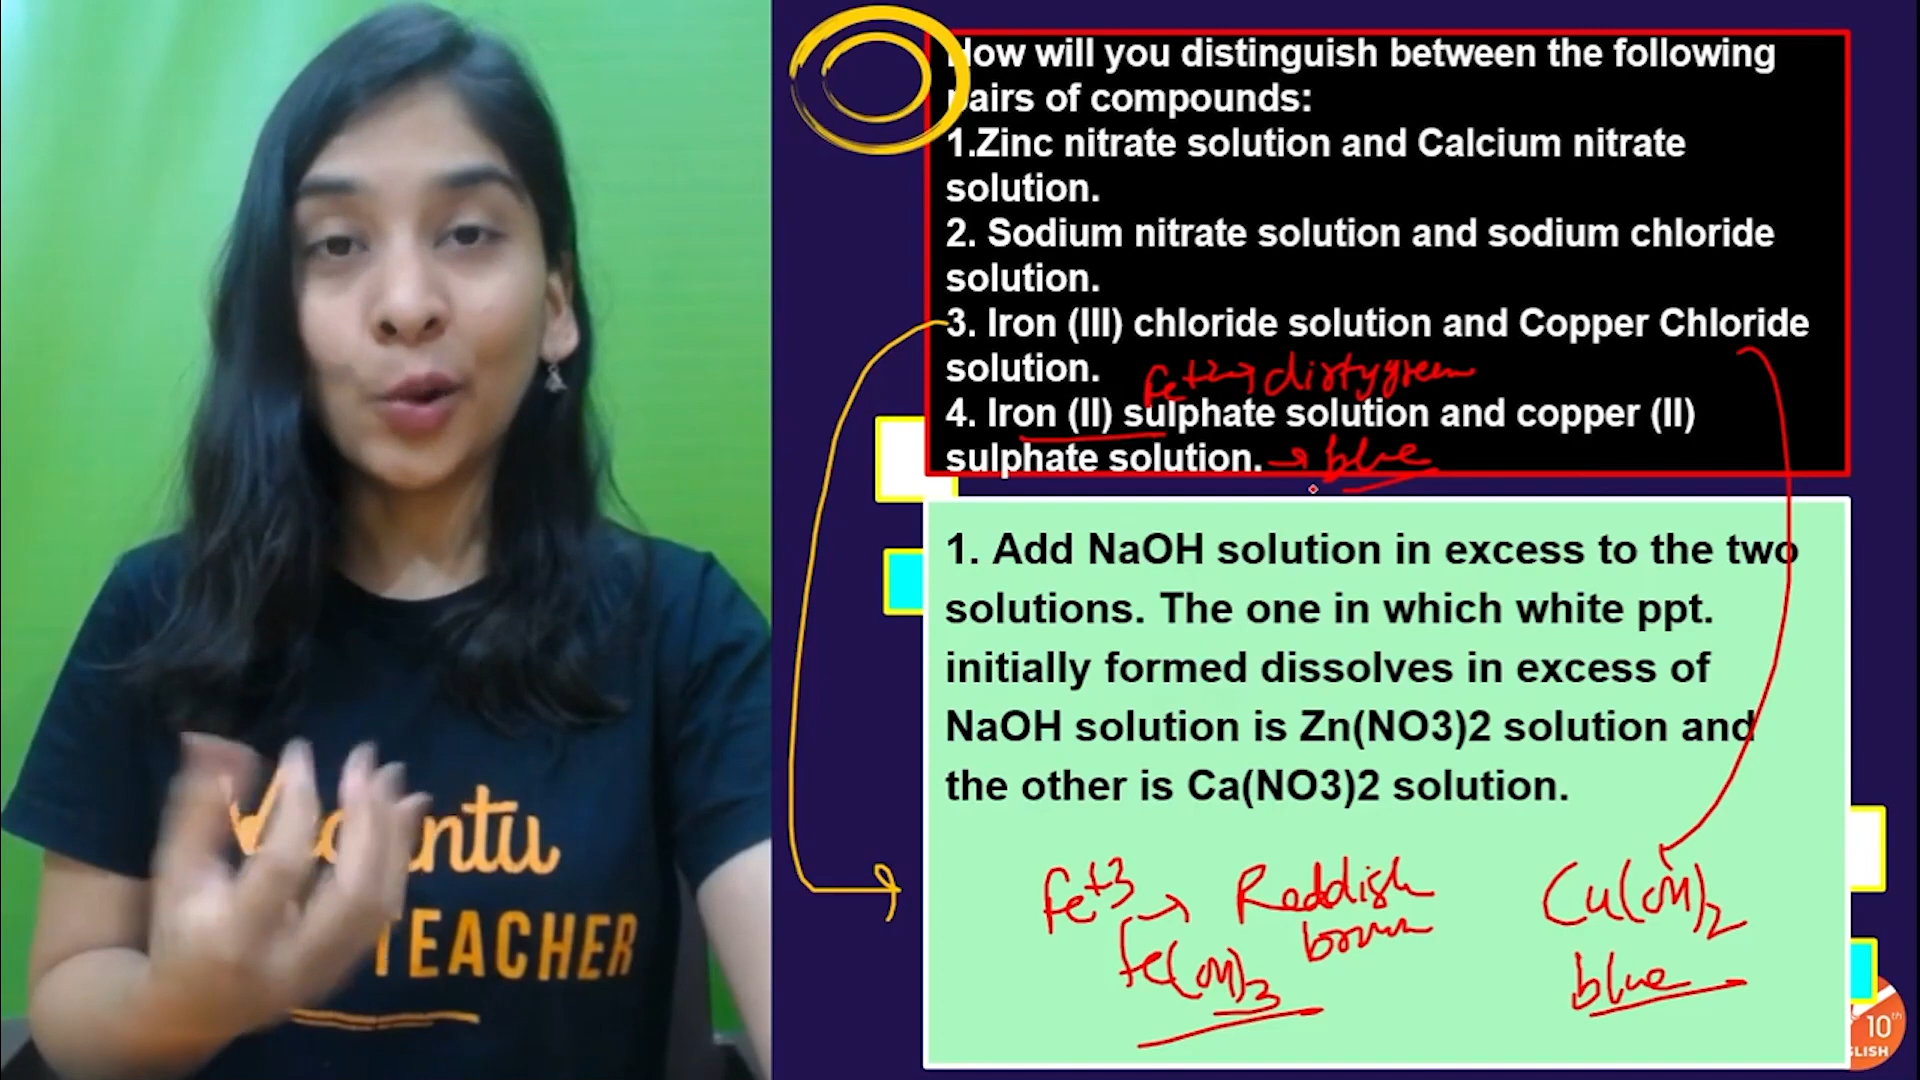 How will you distinguish between the following
pairs of compounds:
1.Zinc nitrate solution and Calcium nitrate
solution.
2. Sodium nitrate solution and sodium chloride
solution.
3. Iron (III) chloride solution and Copper Chloride
solution.
Fe+2 → dirty green
4. Iron (II) sulphate solution and copper (II)
sulphate solution. → blue
1. Add NaOH solution in excess to the two
solutions. The one in which white ppt.
initially formed dissolves in excess of
NaOH solution is Zn(NO3)2 solution and
the other is Ca(NO3)2 solution.
Fe+3 → Reddish
brown
Fe(OH)3
Cu(OH)2
blue
TEACHER
10th